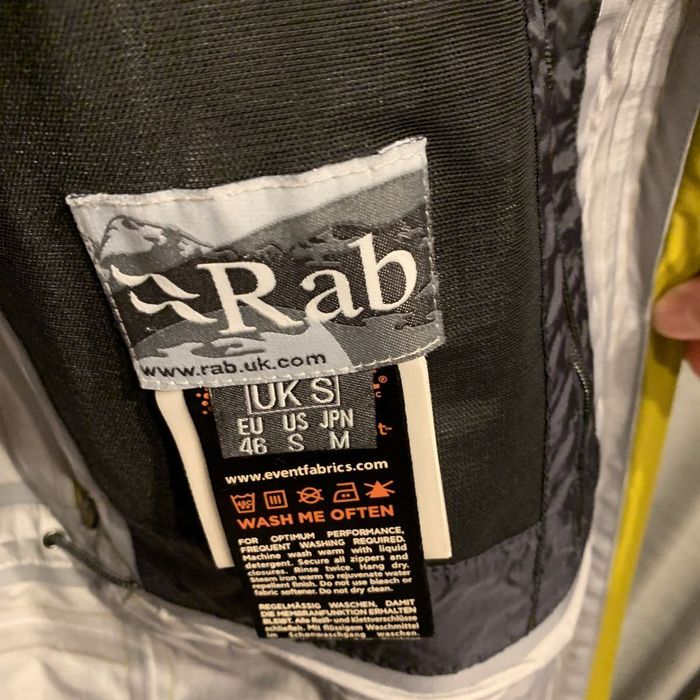 Rab
www.rab.uk.com
UK S
EU US JPN
46 S M
www.eventfabrics.com
WASH ME OFTEN
FOR OPTIMUM PERFORMANCE,
FREQUENT WASHING REQUIRED.
Machine wash warm with liquid
detergent. Secure all zippers and
closures. Rinse twice. Hang dry.
Steam iron warm to rejuvenate water
repellent finish. Do not use bleach or
fabric softener. Do not dry clean.
REGELMÄSSIG WASCHEN, DAMIT
DIE MEMBRANFUNKTION ERHALTEN
BLEIBT. Alle Reiß- und Klettverschlüsse
schließen. Mit flüssigem Waschmittel
im Schonwaschgang waschen.